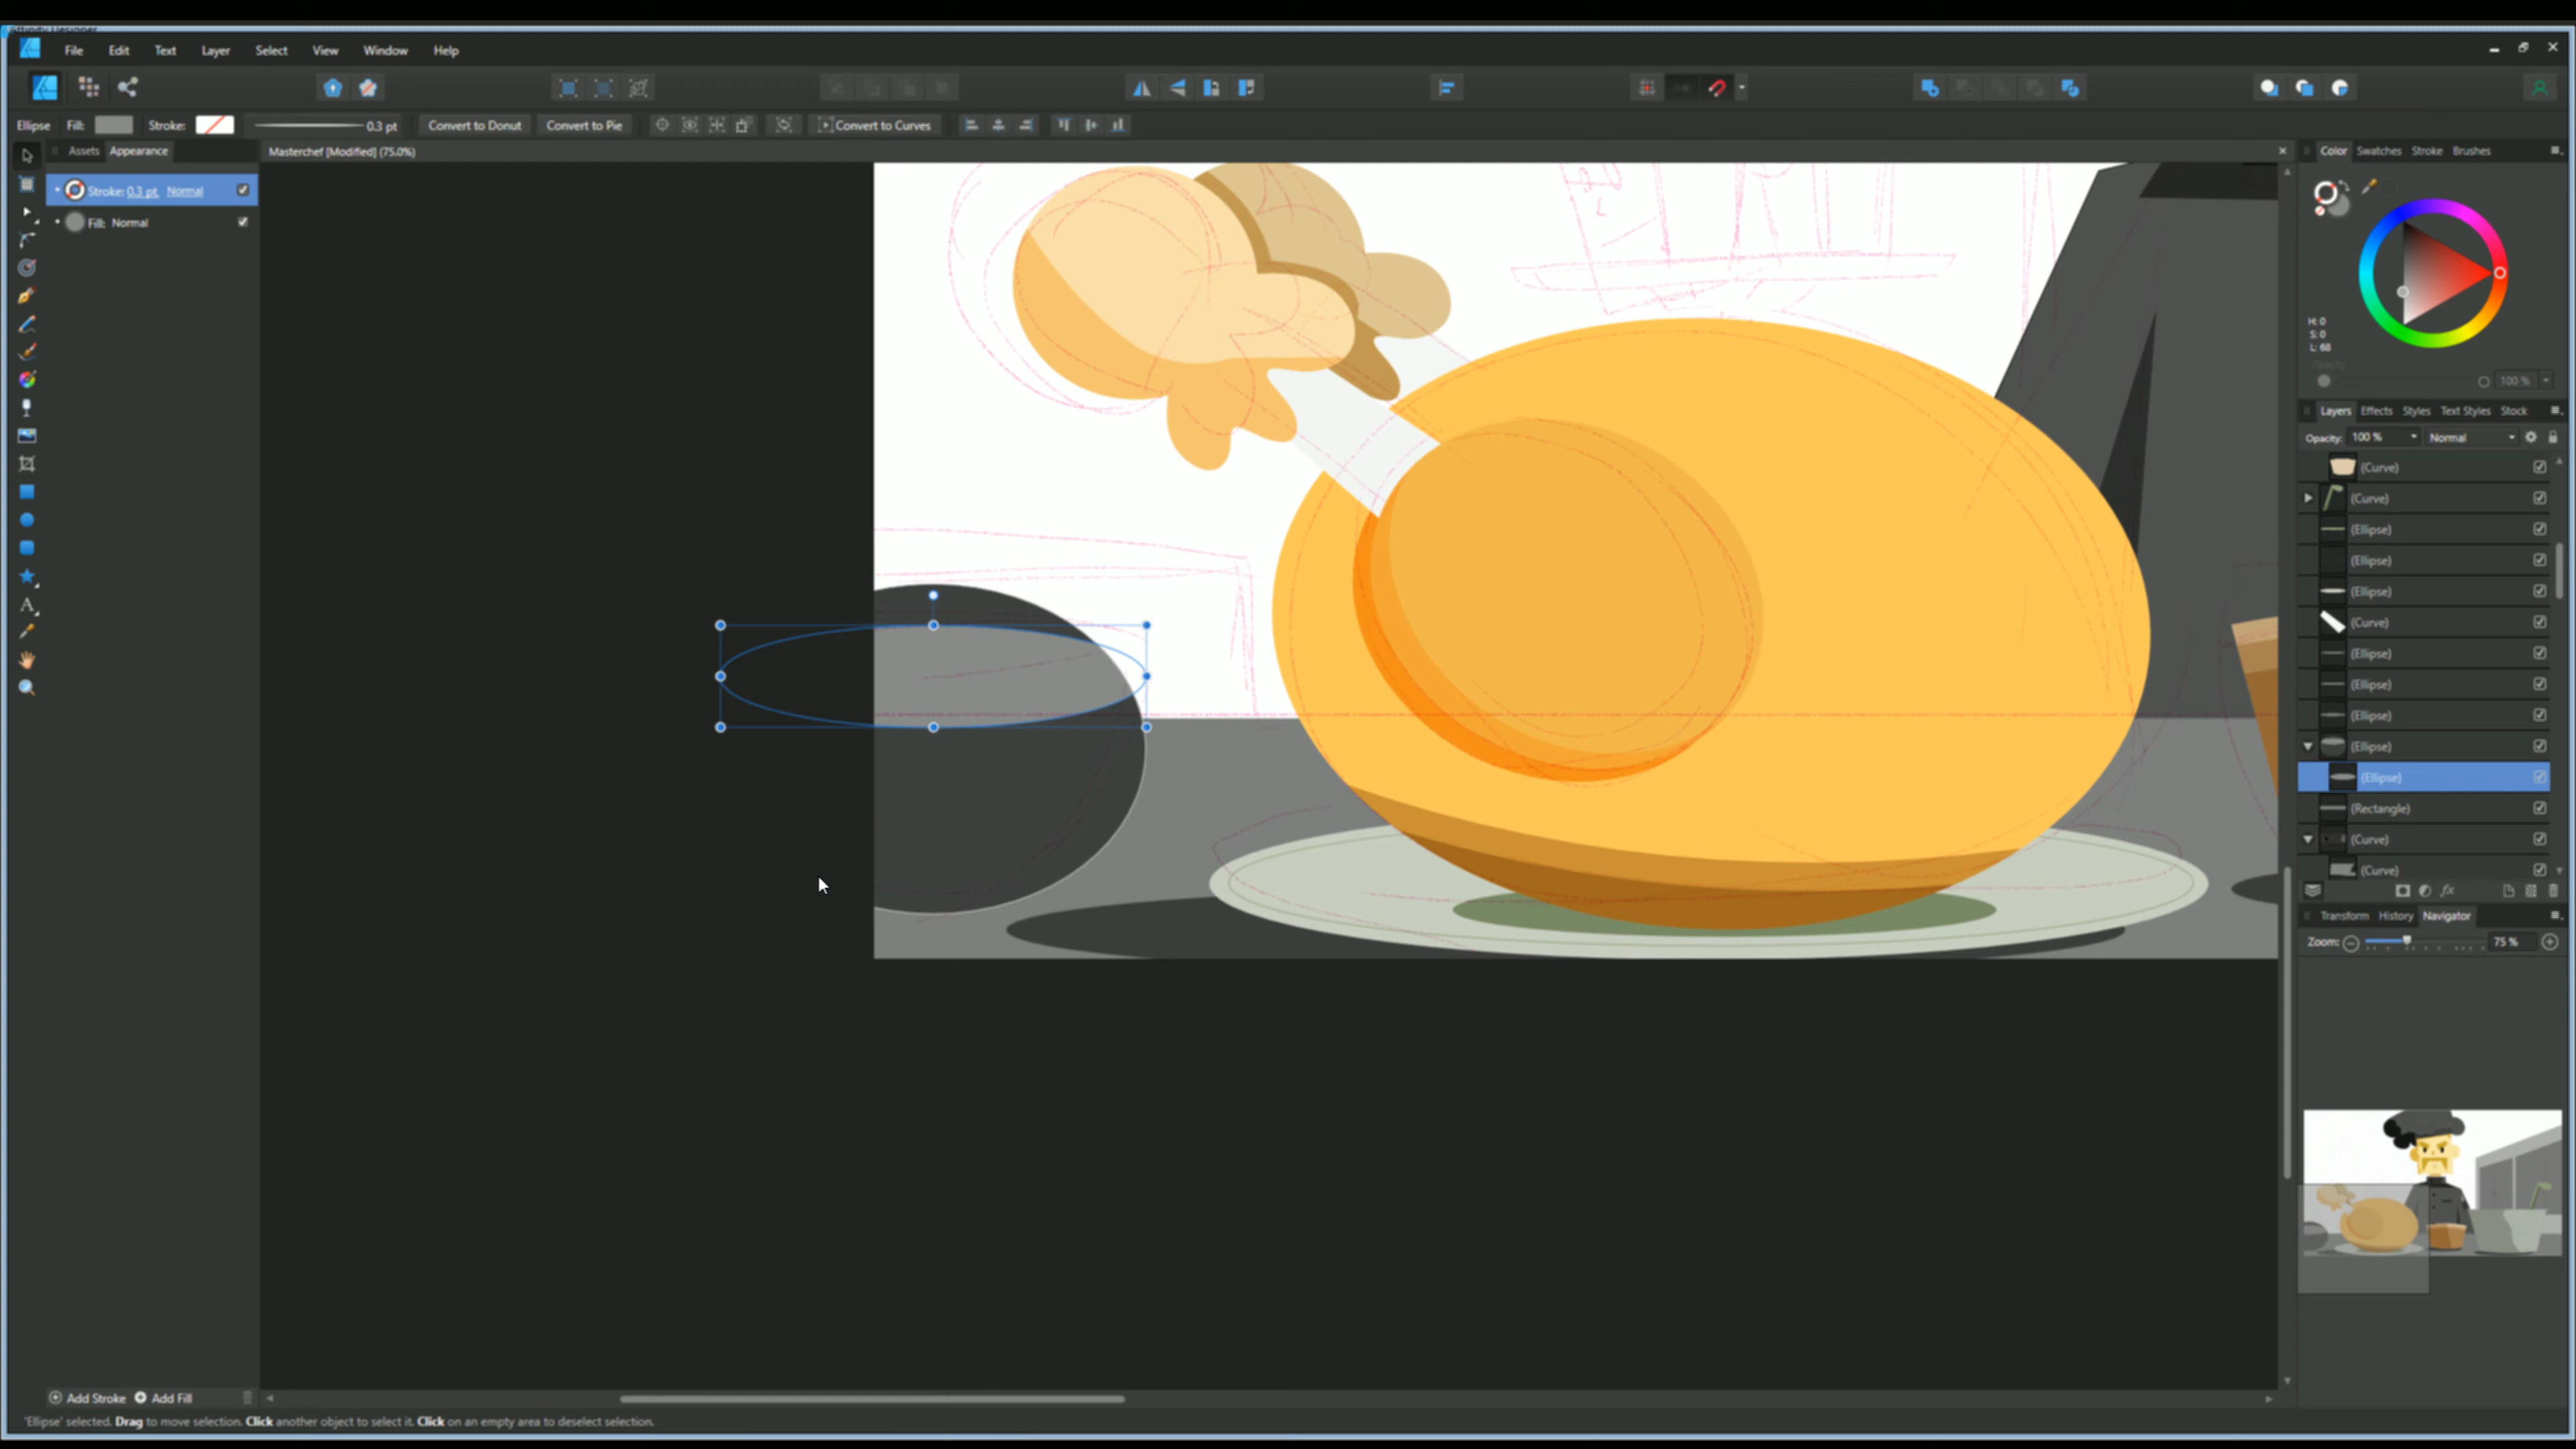 Affinity Designer
File Edit Text Layer Select View Window Help
Ellipse Fill: Stroke: 0.3 pt Convert to Donut Convert to Pie Convert to Curves
Assets Appearance Masterchef [Modified] (75.0%) Color Swatches Stroke Brushes
Stroke: 0.3 pt Normal
Fill: Normal
H: 0
S: 0
L: 68
Opacity
100 %
Layers Effects Styles Text Styles Stock
Opacity: 100 % Normal
(Curve)
(Curve)
(Ellipse)
(Ellipse)
(Ellipse)
(Curve)
(Ellipse)
(Ellipse)
(Ellipse)
(Ellipse)
(Ellipse)
(Rectangle)
(Curve)
(Curve)
Transform History Navigator
Zoom: 75 %
Add Stroke Add Fill
'Ellipse' selected. Drag to move selection. Click another object to select it. Click on an empty area to deselect selection.